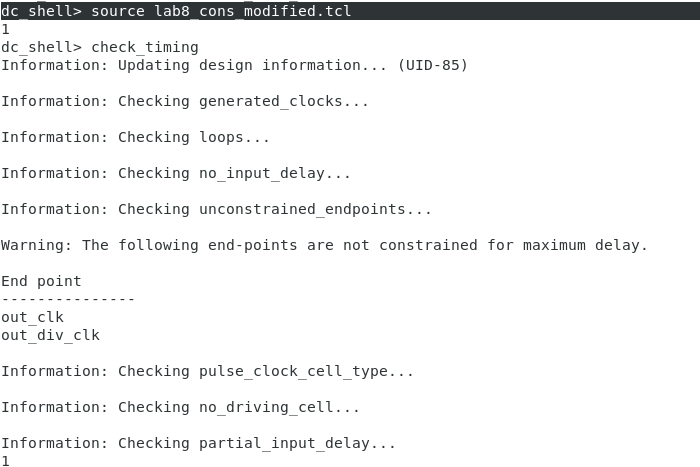 dc_shell> source lab8_cons_modified.tcl
1
dc_shell> check_timing
Information: Updating design information... (UID-85)
Information: Checking generated_clocks...
Information: Checking loops...
Information: Checking no_input_delay...
Information: Checking unconstrained_endpoints...
Warning: The following end-points are not constrained for maximum delay.
End point
---------------
out_clk
out_div_clk
Information: Checking pulse_clock_cell_type...
Information: Checking no_driving_cell...
Information: Checking partial_input_delay...
1